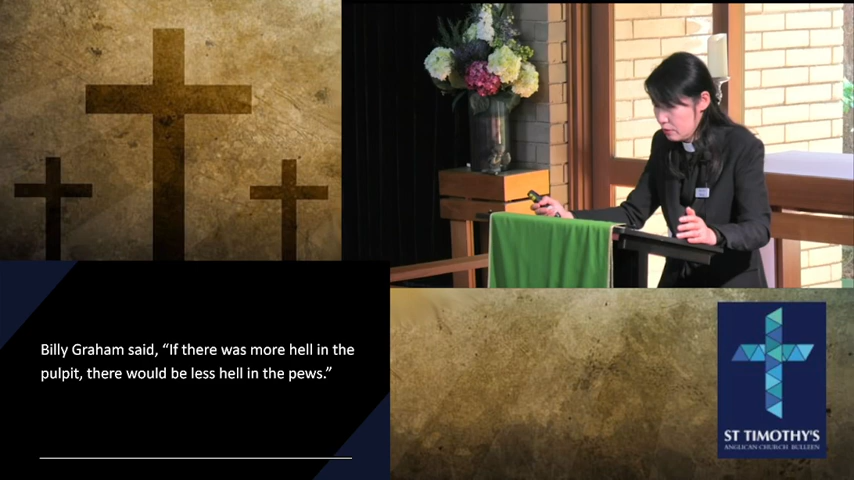 Billy Graham said, “If there was more hell in the
pulpit, there would be less hell in the pews.”
ST TIMOTHY'S
ANGLICAN CHURCH BULLEEN